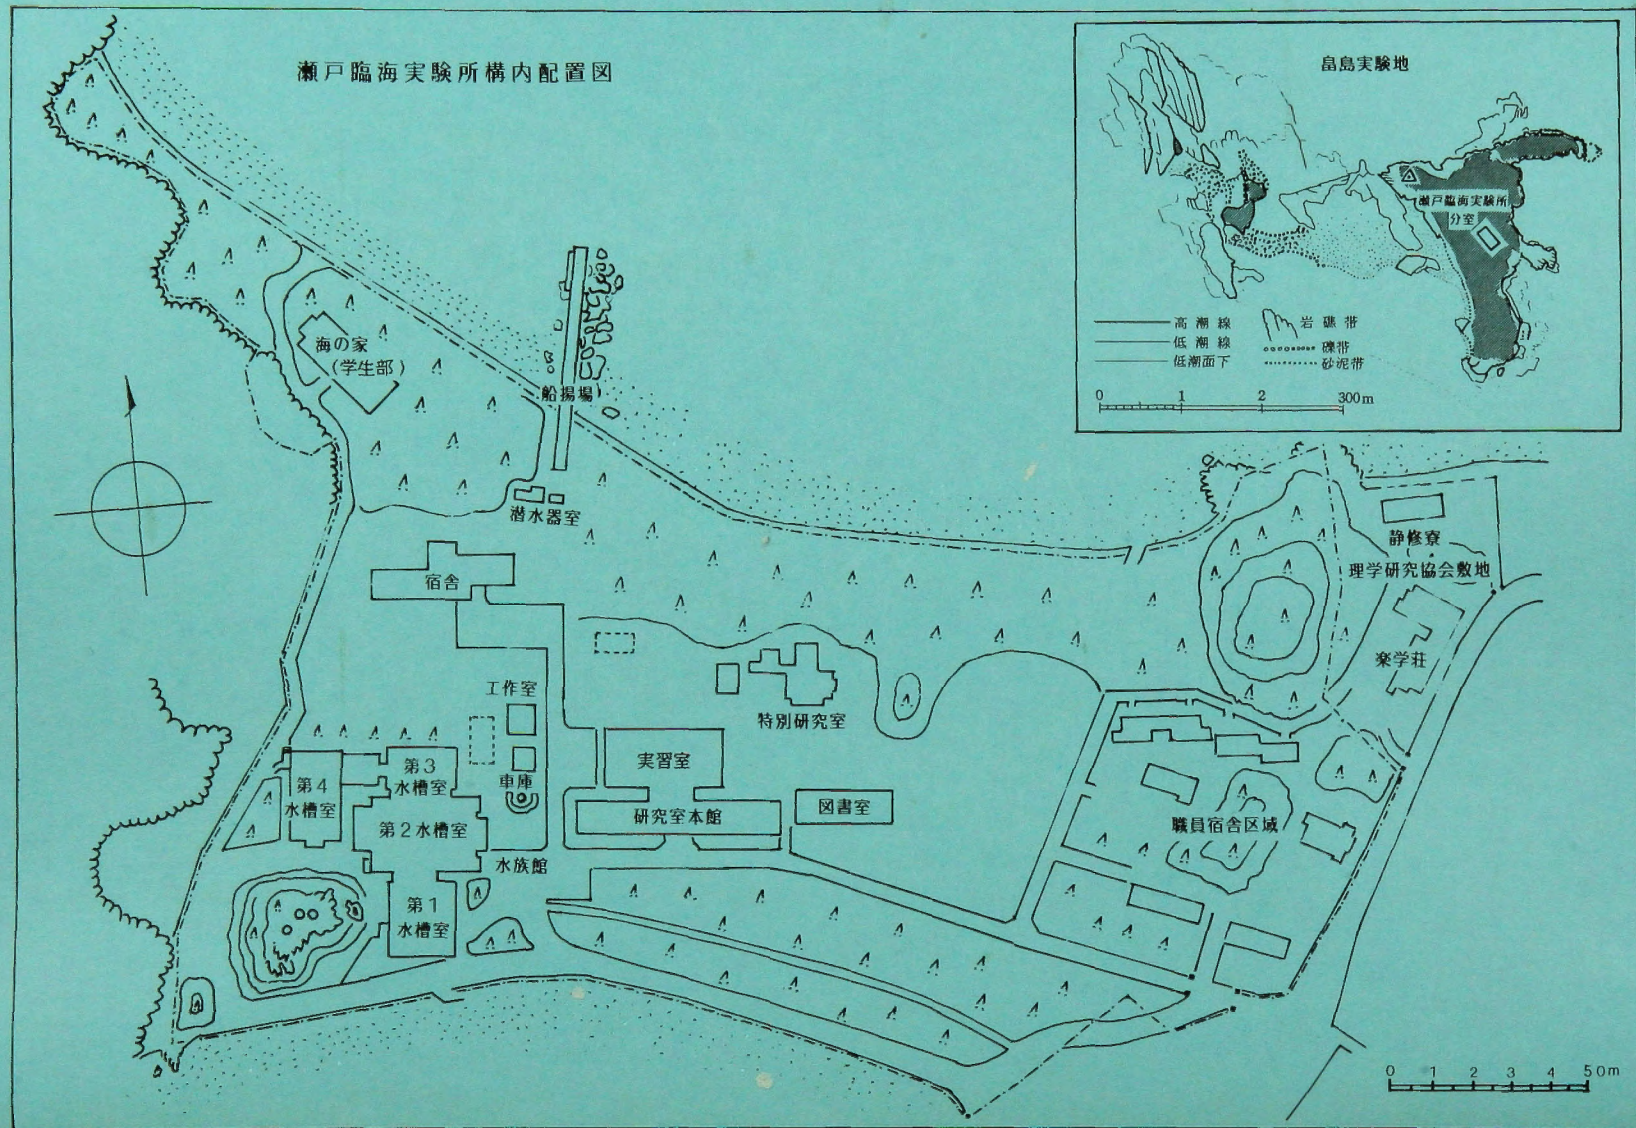 瀬戸臨海実験所構内配置図
畠島実験地
瀬戸臨海実験所
分室
高潮線
低潮線
低潮面下
岩礁帯
礫帯
砂泥帯
0 1 2 300m
海の家
(学生部)
船揚場
潜水器室
宿舎
静修寮
理学研究協会敷地
楽学荘
工作室
特別研究室
実習室
車庫
研究室本館
図書室
第4
水槽室
第3
水槽室
第2水槽室
水族館
第1
水槽室
職員宿舎区域
0 1 2 3 4 50m